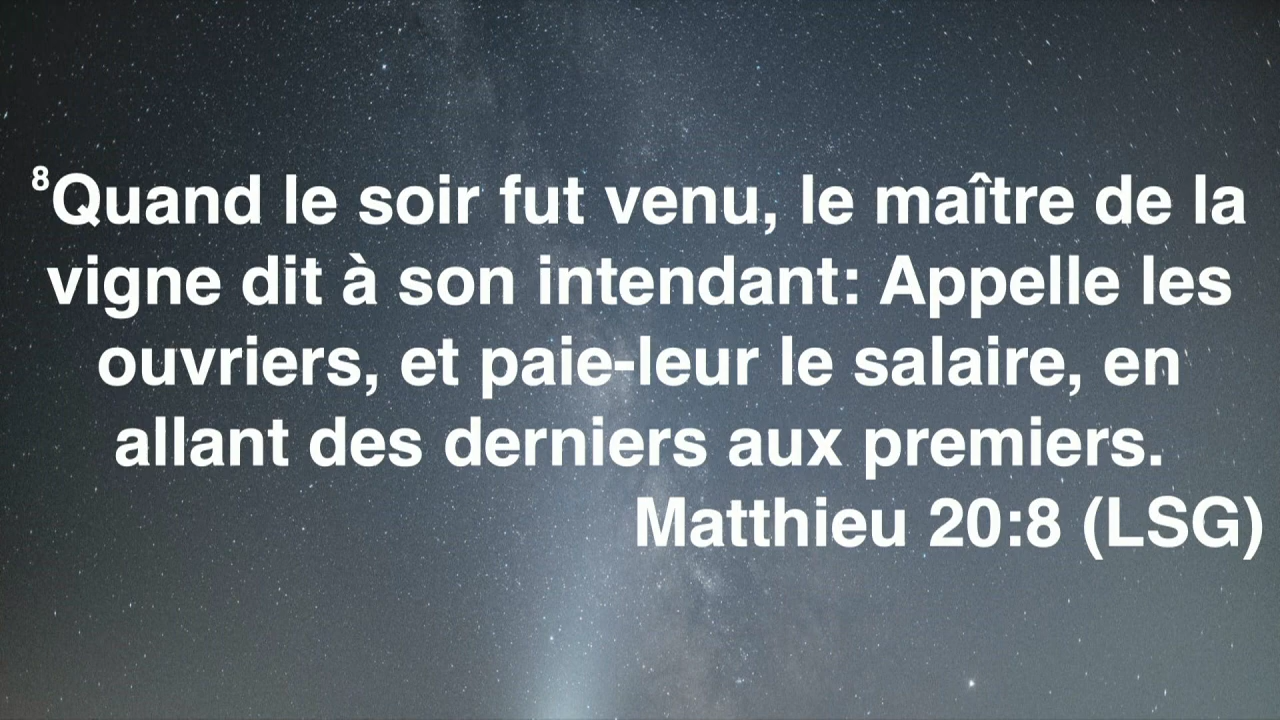 ⁸Quand le soir fut venu, le maître de la
vigne dit à son intendant: Appelle les
ouvriers, et paie-leur le salaire, en
allant des derniers aux premiers.
Matthieu 20:8 (LSG)